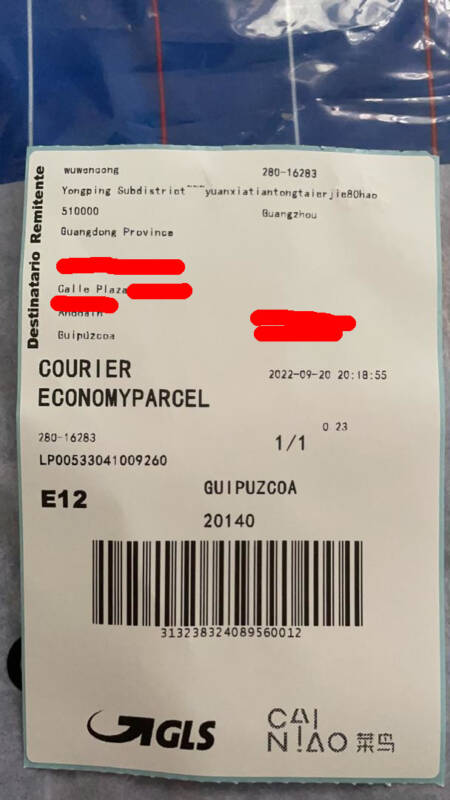 Destinatario Remitente
wuwendong 280-16283
Yongping Subdistrict~~~yuanxiatiantongtaierjie80hao
510000 Guangzhou
Guangdong Province
Calle Plaza
Andoain
Guipúzcoa
COURIER 2022-09-20 20:18:55
ECONOMYPARCEL
280-16283 1/1 0 23
LP00533041009260
E12 GUIPUZCOA
20140
313238324089560012
GLS CAINIAO 菜鸟